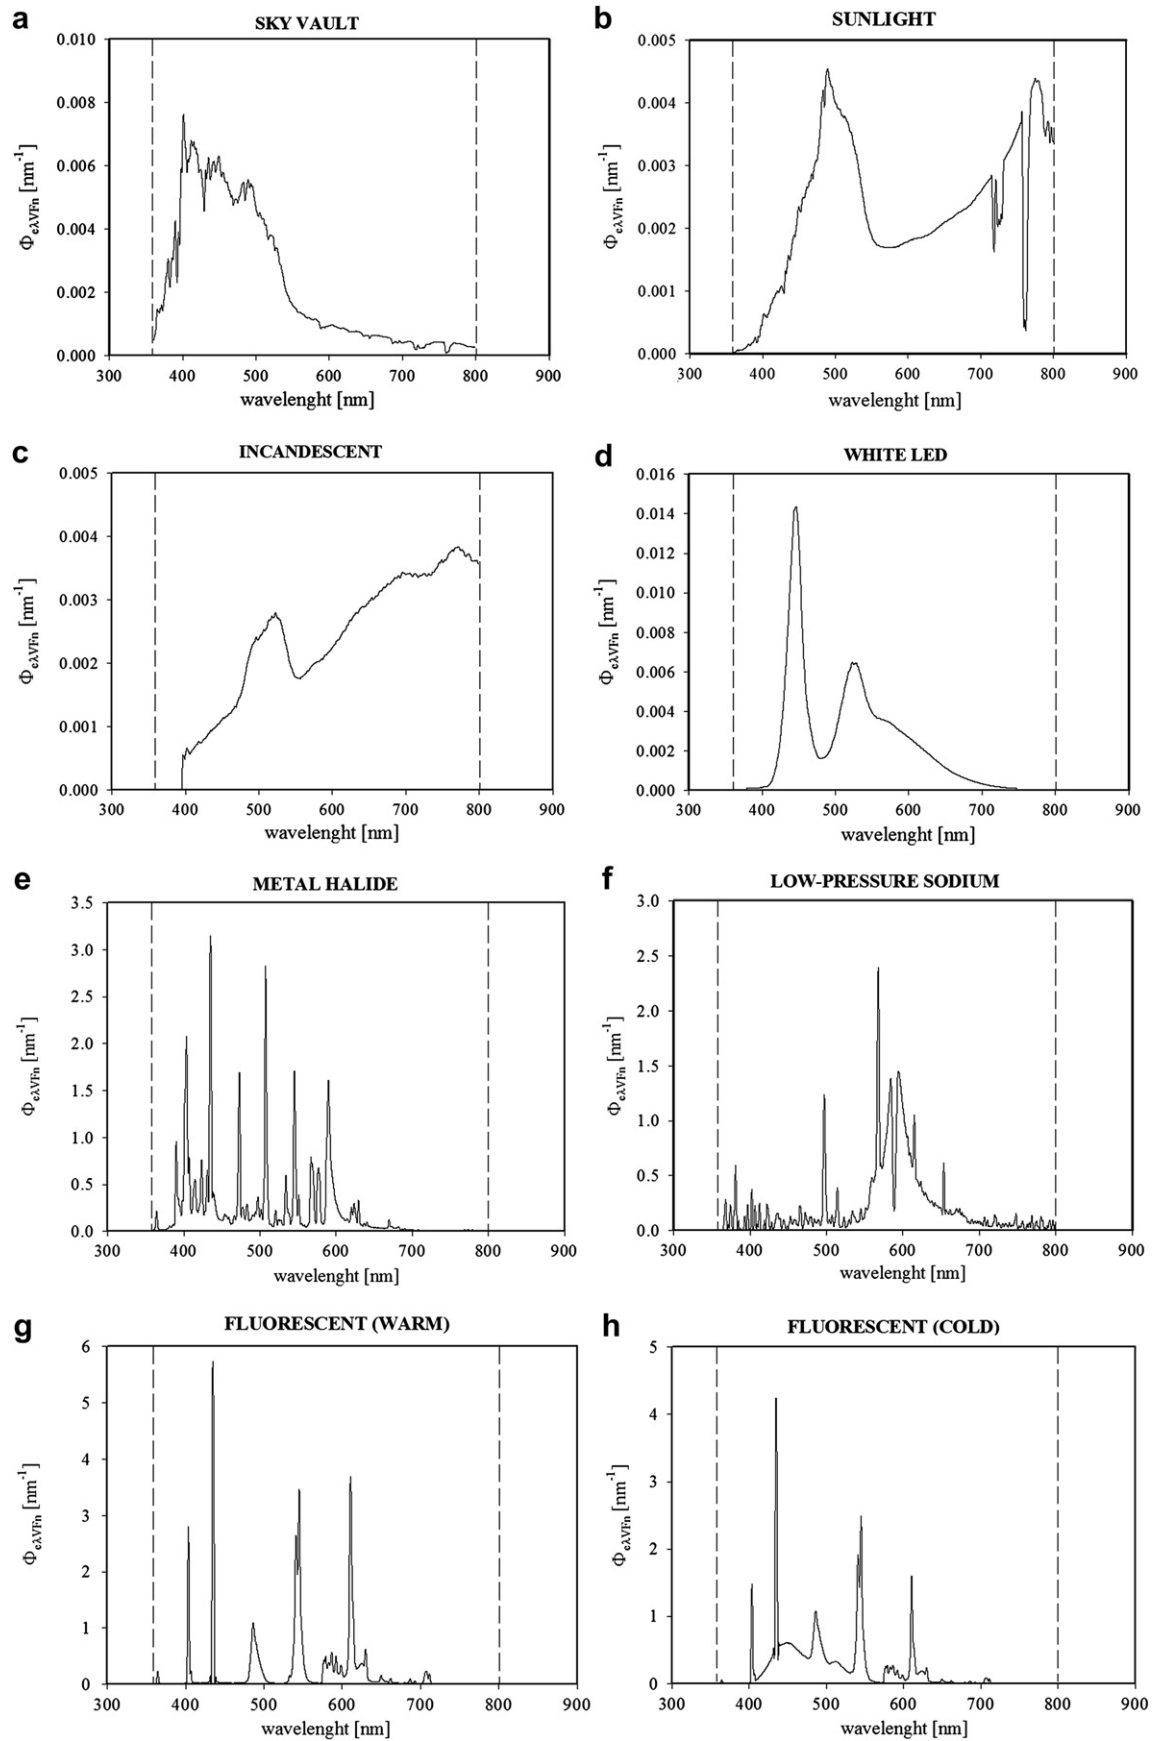 a
SKY VAULT
0.010
0.008
0.006
0.004
0.002
0.000
ΦeλVFn [nm-1]
300 400 500 600 700 800 900
wavelenght [nm]
b
SUNLIGHT
0.005
0.004
0.003
0.002
0.001
0.000
ΦeλVFn [nm-1]
300 400 500 600 700 800 900
wavelenght [nm]
c
INCANDESCENT
0.005
0.004
0.003
0.002
0.001
0.000
ΦeλVFn [nm-1]
300 400 500 600 700 800 900
wavelenght [nm]
d
WHITE LED
0.016
0.014
0.012
0.010
0.008
0.006
0.004
0.002
0.000
ΦeλVFn [nm-1]
300 400 500 600 700 800 900
wavelenght [nm]
e
METAL HALIDE
3.5
3.0
2.5
2.0
1.5
1.0
0.5
0.0
ΦeλVFn [nm-1]
300 400 500 600 700 800 900
wavelenght [nm]
f
LOW-PRESSURE SODIUM
3.0
2.5
2.0
1.5
1.0
0.5
0.0
ΦeλVFn [nm-1]
300 400 500 600 700 800 900
wavelenght [nm]
g
FLUORESCENT (WARM)
6
5
4
3
2
1
0
ΦeλVFn [nm-1]
300 400 500 600 700 800 900
wavelenght [nm]
h
FLUORESCENT (COLD)
5
4
3
2
1
0
ΦeλVFn [nm-1]
300 400 500 600 700 800 900
wavelenght [nm]